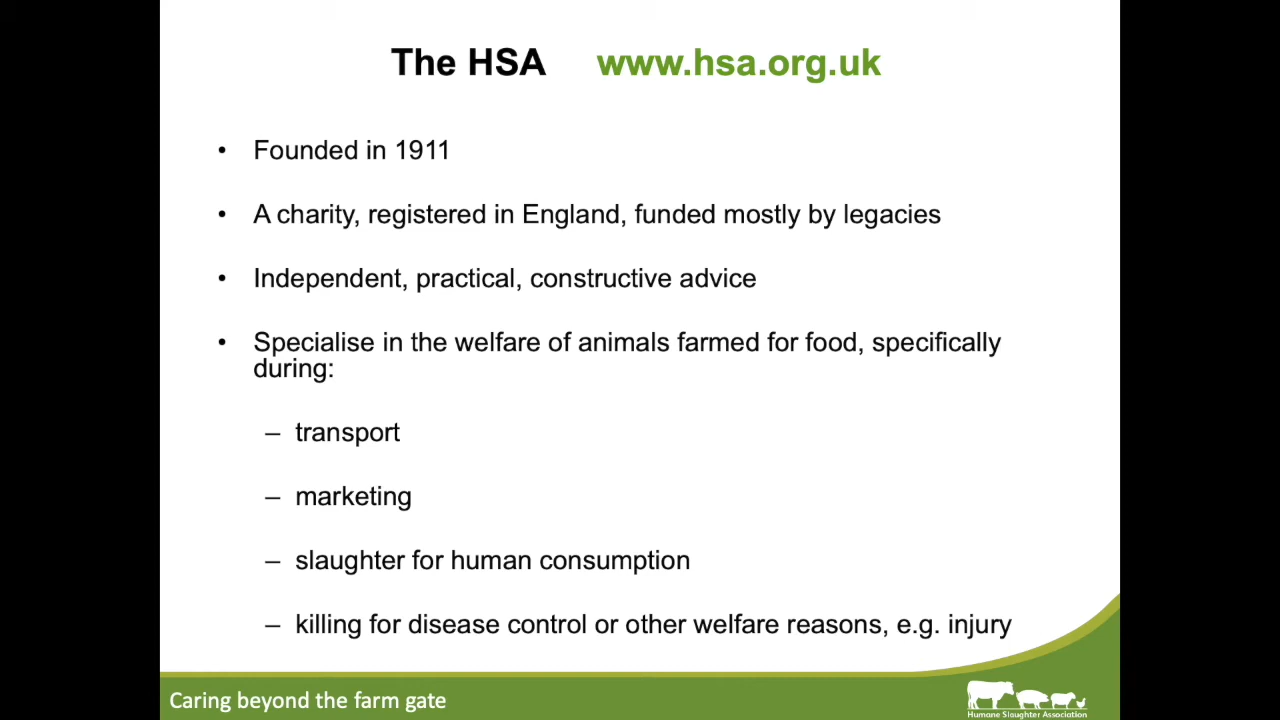 The HSA www.hsa.org.uk
• Founded in 1911
• A charity, registered in England, funded mostly by legacies
• Independent, practical, constructive advice
• Specialise in the welfare of animals farmed for food, specifically
during:
– transport
– marketing
– slaughter for human consumption
– killing for disease control or other welfare reasons, e.g. injury
Caring beyond the farm gate
Humane Slaughter Association